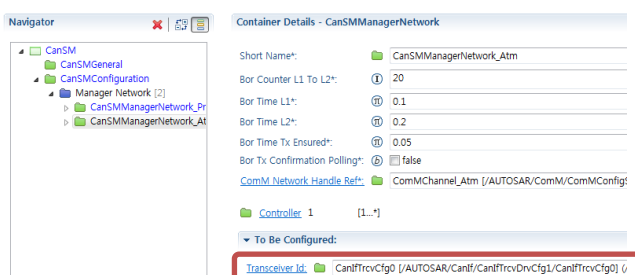 Navigator
CanSM
CanSMGeneral
CanSMConfiguration
Manager Network [2]
CanSMManagerNetwork_Pr
CanSMManagerNetwork_At
Container Details - CanSMManagerNetwork
Short Name*: CanSMManagerNetwork_Atm
Bor Counter L1 To L2*: 20
Bor Time L1*: 0.1
Bor Time L2*: 0.2
Bor Time Tx Ensured*: 0.05
Bor Tx Confirmation Polling*: false
ComM Network Handle Ref*: ComMChannel_Atm [/AUTOSAR/ComM/ComMConfigS
Controller 1 [1...*]
To Be Configured:
Transceiver Id: CanIfTrcvCfg0 [/AUTOSAR/CanIf/CanIfTrcvDrvCfg1/CanIfTrcvCfg0] (/